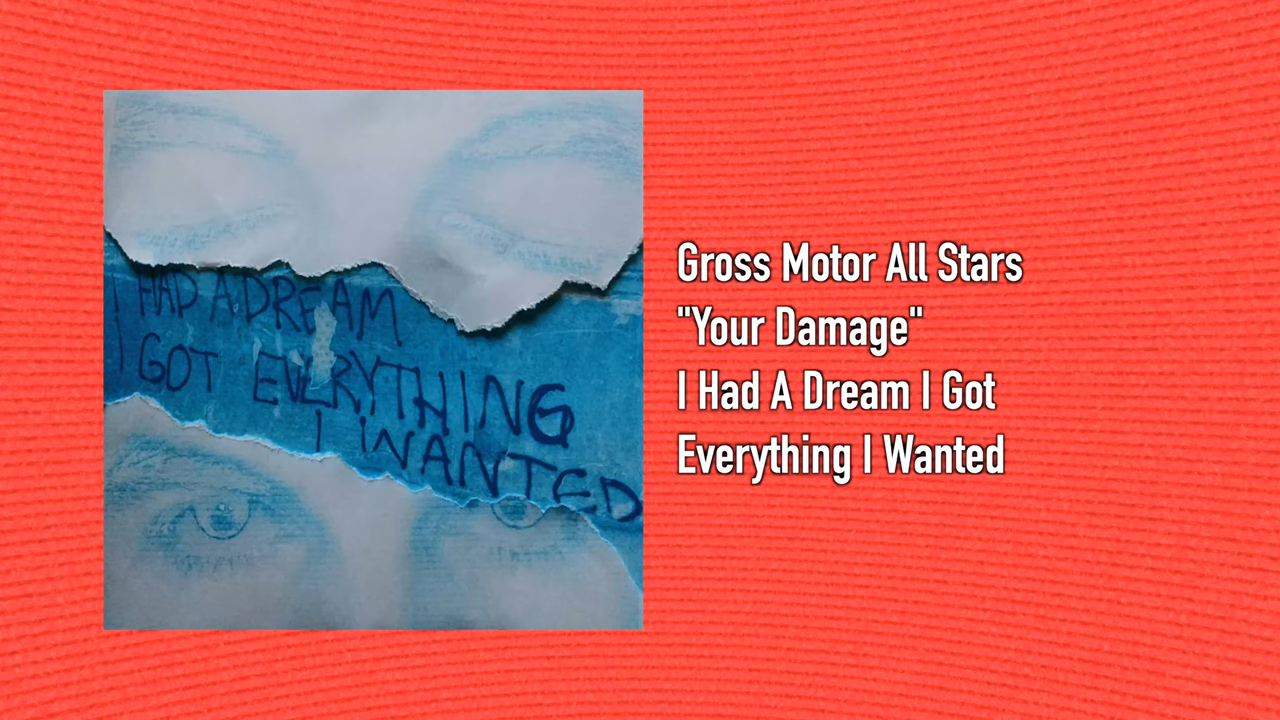 I HAD A DREAM
I GOT EVERYTHING
I WANTED
Gross Motor All Stars
"Your Damage"
I Had A Dream I Got
Everything I Wanted